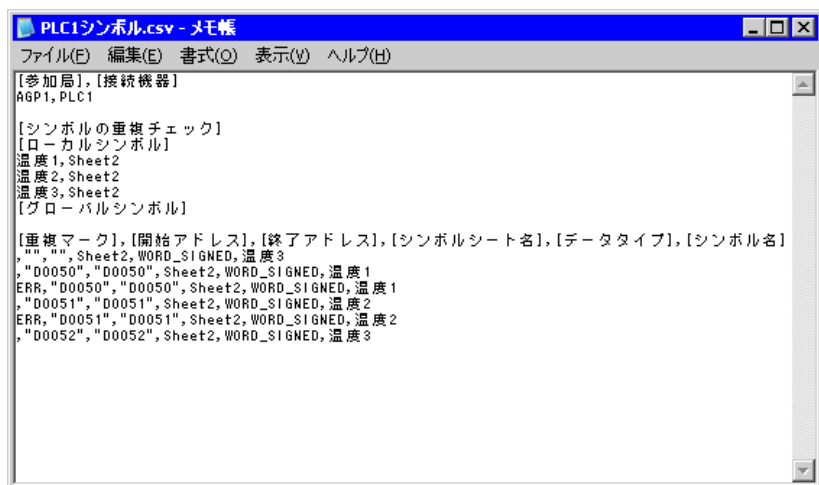 PLC1シンボル.csv - メモ帳
ファイル(F) 編集(E) 書式(O) 表示(V) ヘルプ(H)
[参加局],[接続機器]
AGP1,PLC1
[シンボルの重複チェック]
[ローカルシンボル]
温度1,Sheet2
温度2,Sheet2
温度3,Sheet2
[グローバルシンボル]
[重複マーク],[開始アドレス],[終了アドレス],[シンボルシート名],[データタイプ],[シンボル名]
,"","",Sheet2,WORD_SIGNED,温度3
,"D0050","D0050",Sheet2,WORD_SIGNED,温度1
ERR,"D0050","D0050",Sheet2,WORD_SIGNED,温度1
,"D0051","D0051",Sheet2,WORD_SIGNED,温度2
ERR,"D0051","D0051",Sheet2,WORD_SIGNED,温度2
,"D0052","D0052",Sheet2,WORD_SIGNED,温度3